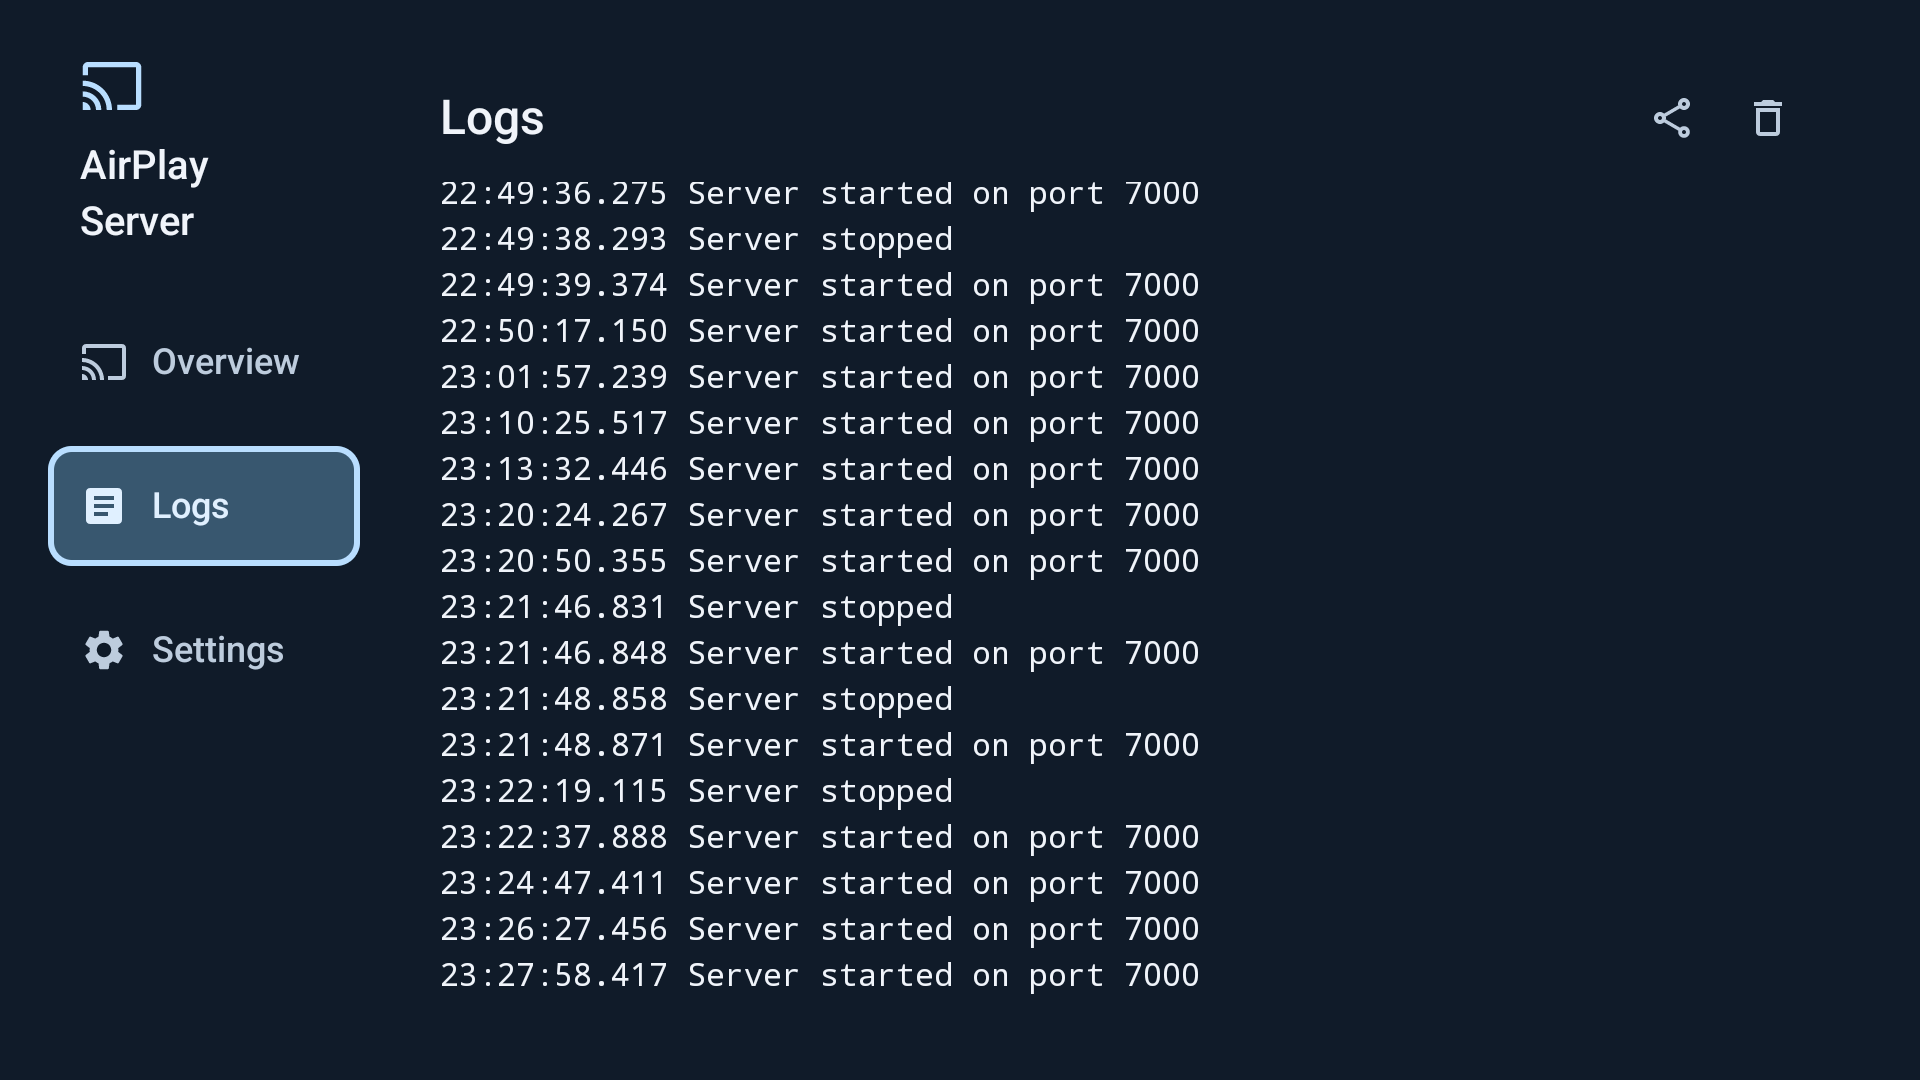 AirPlay
Server
Overview
Logs
Settings
Logs
22:49:36.275 Server started on port 7000
22:49:38.293 Server stopped
22:49:39.374 Server started on port 7000
22:50:17.150 Server started on port 7000
23:01:57.239 Server started on port 7000
23:10:25.517 Server started on port 7000
23:13:32.446 Server started on port 7000
23:20:24.267 Server started on port 7000
23:20:50.355 Server started on port 7000
23:21:46.831 Server stopped
23:21:46.848 Server started on port 7000
23:21:48.858 Server stopped
23:21:48.871 Server started on port 7000
23:22:19.115 Server stopped
23:22:37.888 Server started on port 7000
23:24:47.411 Server started on port 7000
23:26:27.456 Server started on port 7000
23:27:58.417 Server started on port 7000